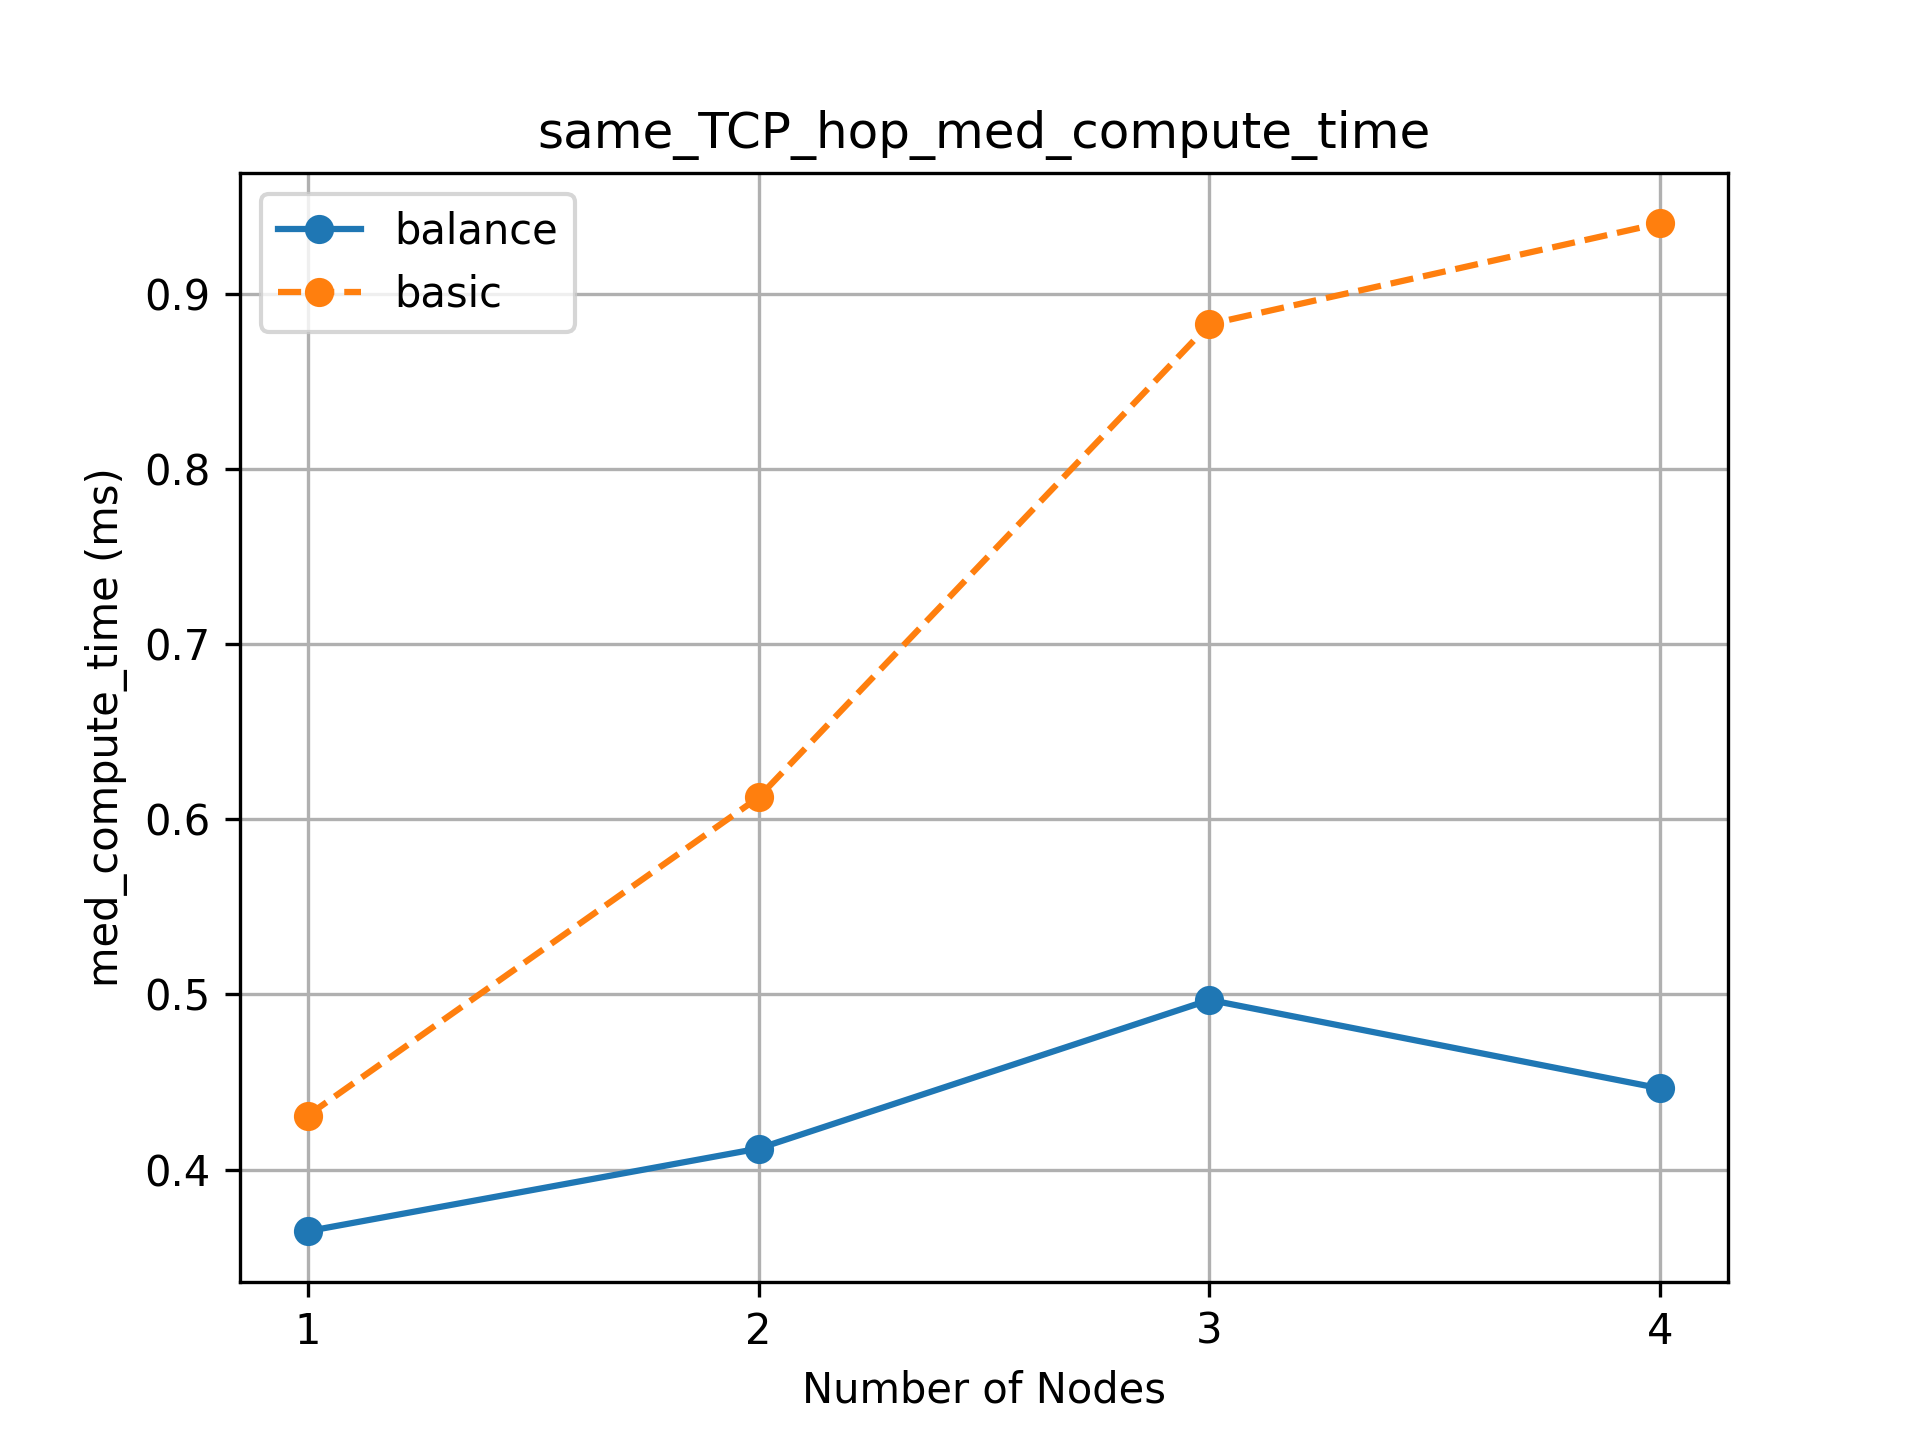 same_TCP_hop_med_compute_time
balance
basic
med_compute_time (ms)
0.9
0.8
0.7
0.6
0.5
0.4
1 2 3 4
Number of Nodes